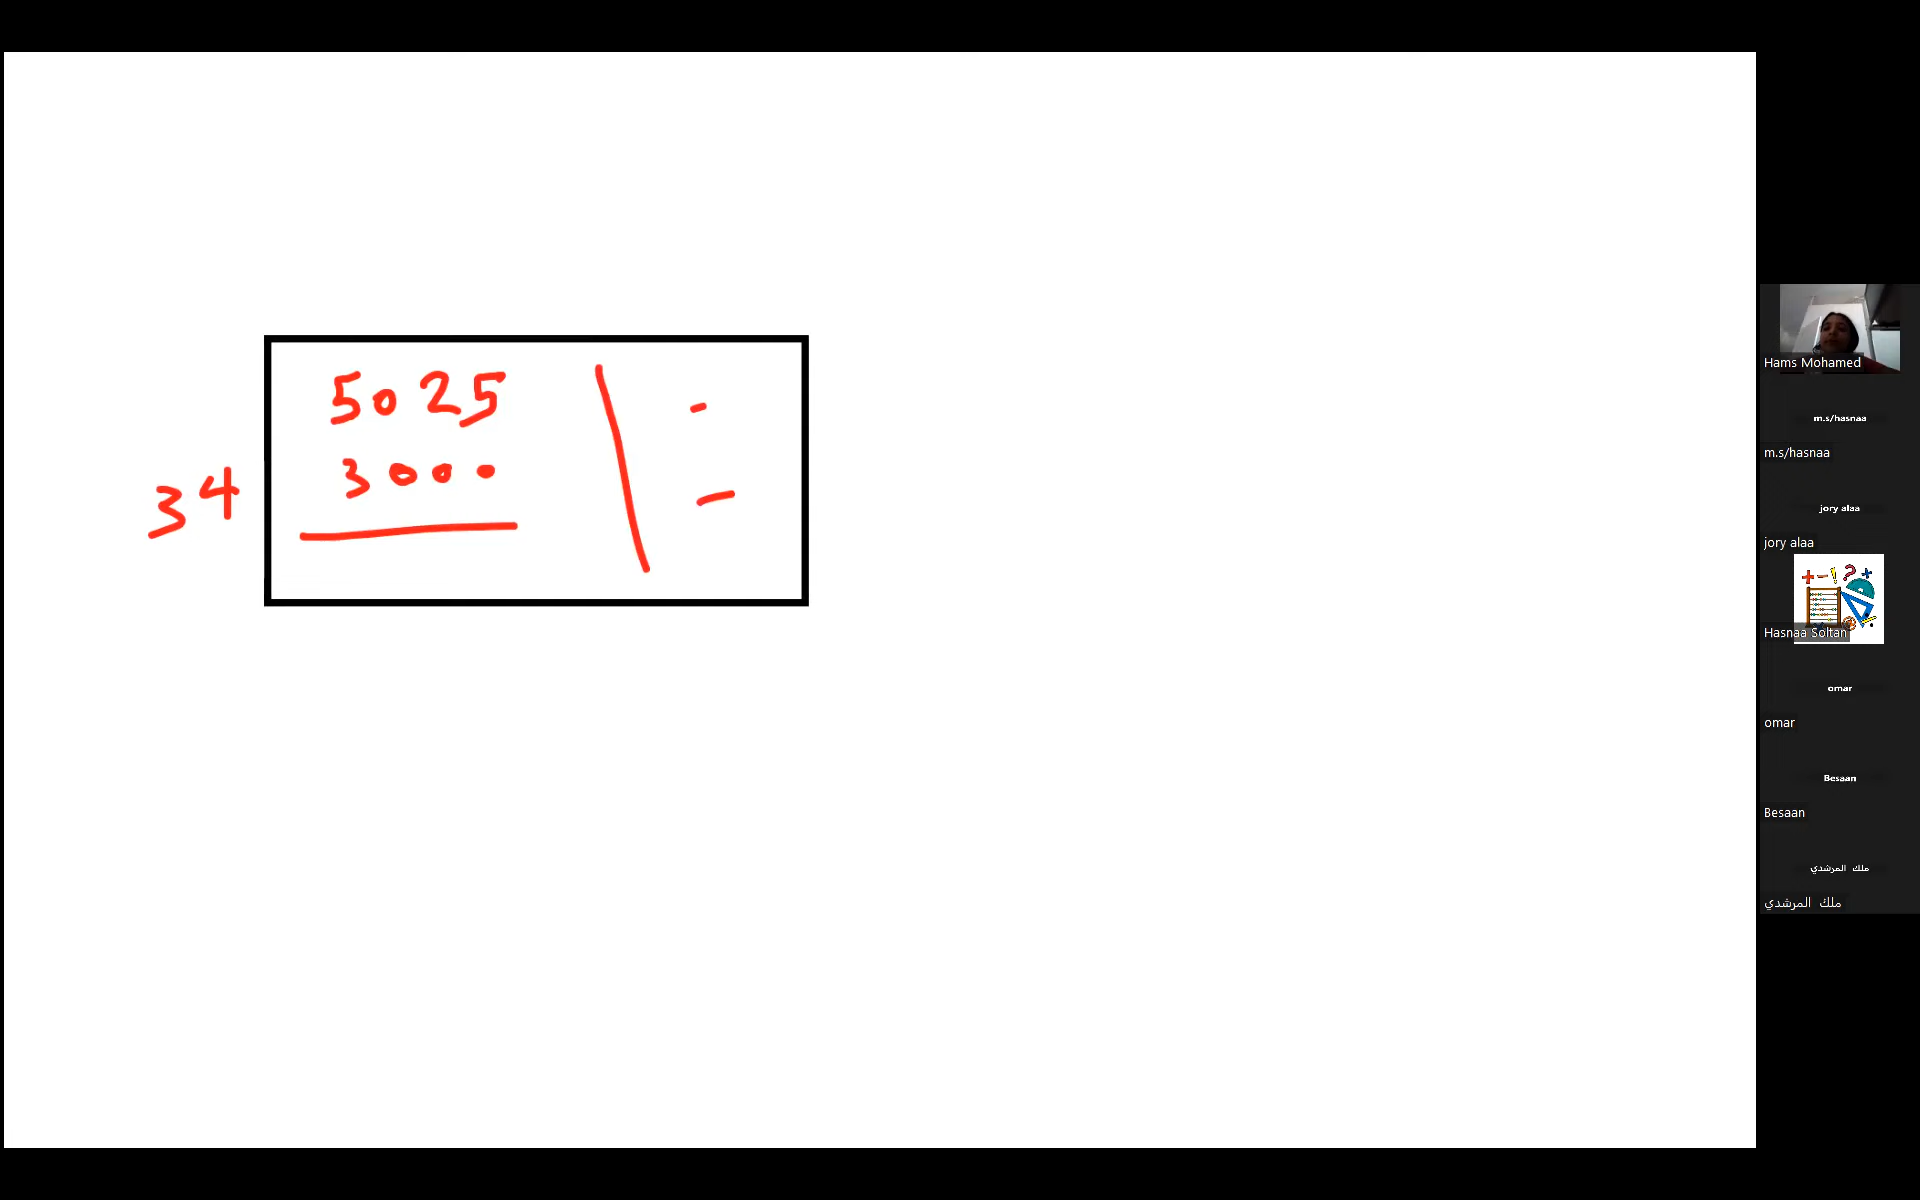 5025
3000
34
-
-
Hams Mohamed
m.s/hasnaa
m.s/hasnaa
jory alaa
jory alaa
+-!?+
Hasnaa Soltan
omar
omar
Besaan
Besaan
ملك المرشدي
ملك المرشدي